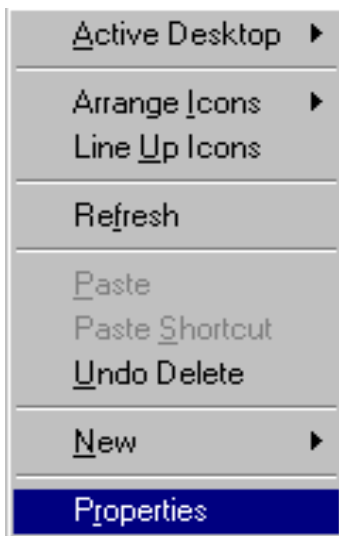 Active Desktop
Arrange Icons
Line Up Icons
Refresh
Paste
Paste Shortcut
Undo Delete
New
Properties